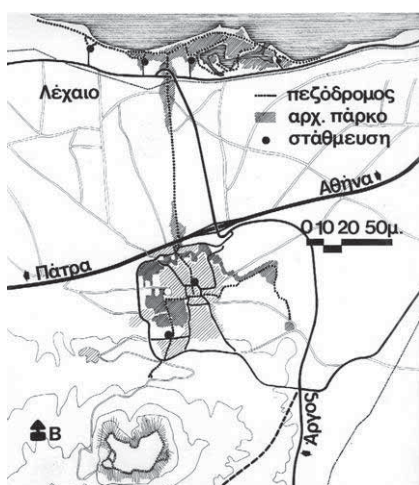 Λέχαιο
πεζόδρομος
αρχ. πάρκο
στάθμευση
Αθήνα
0 10 20 50μ.
Πάτρα
Άργος
Β